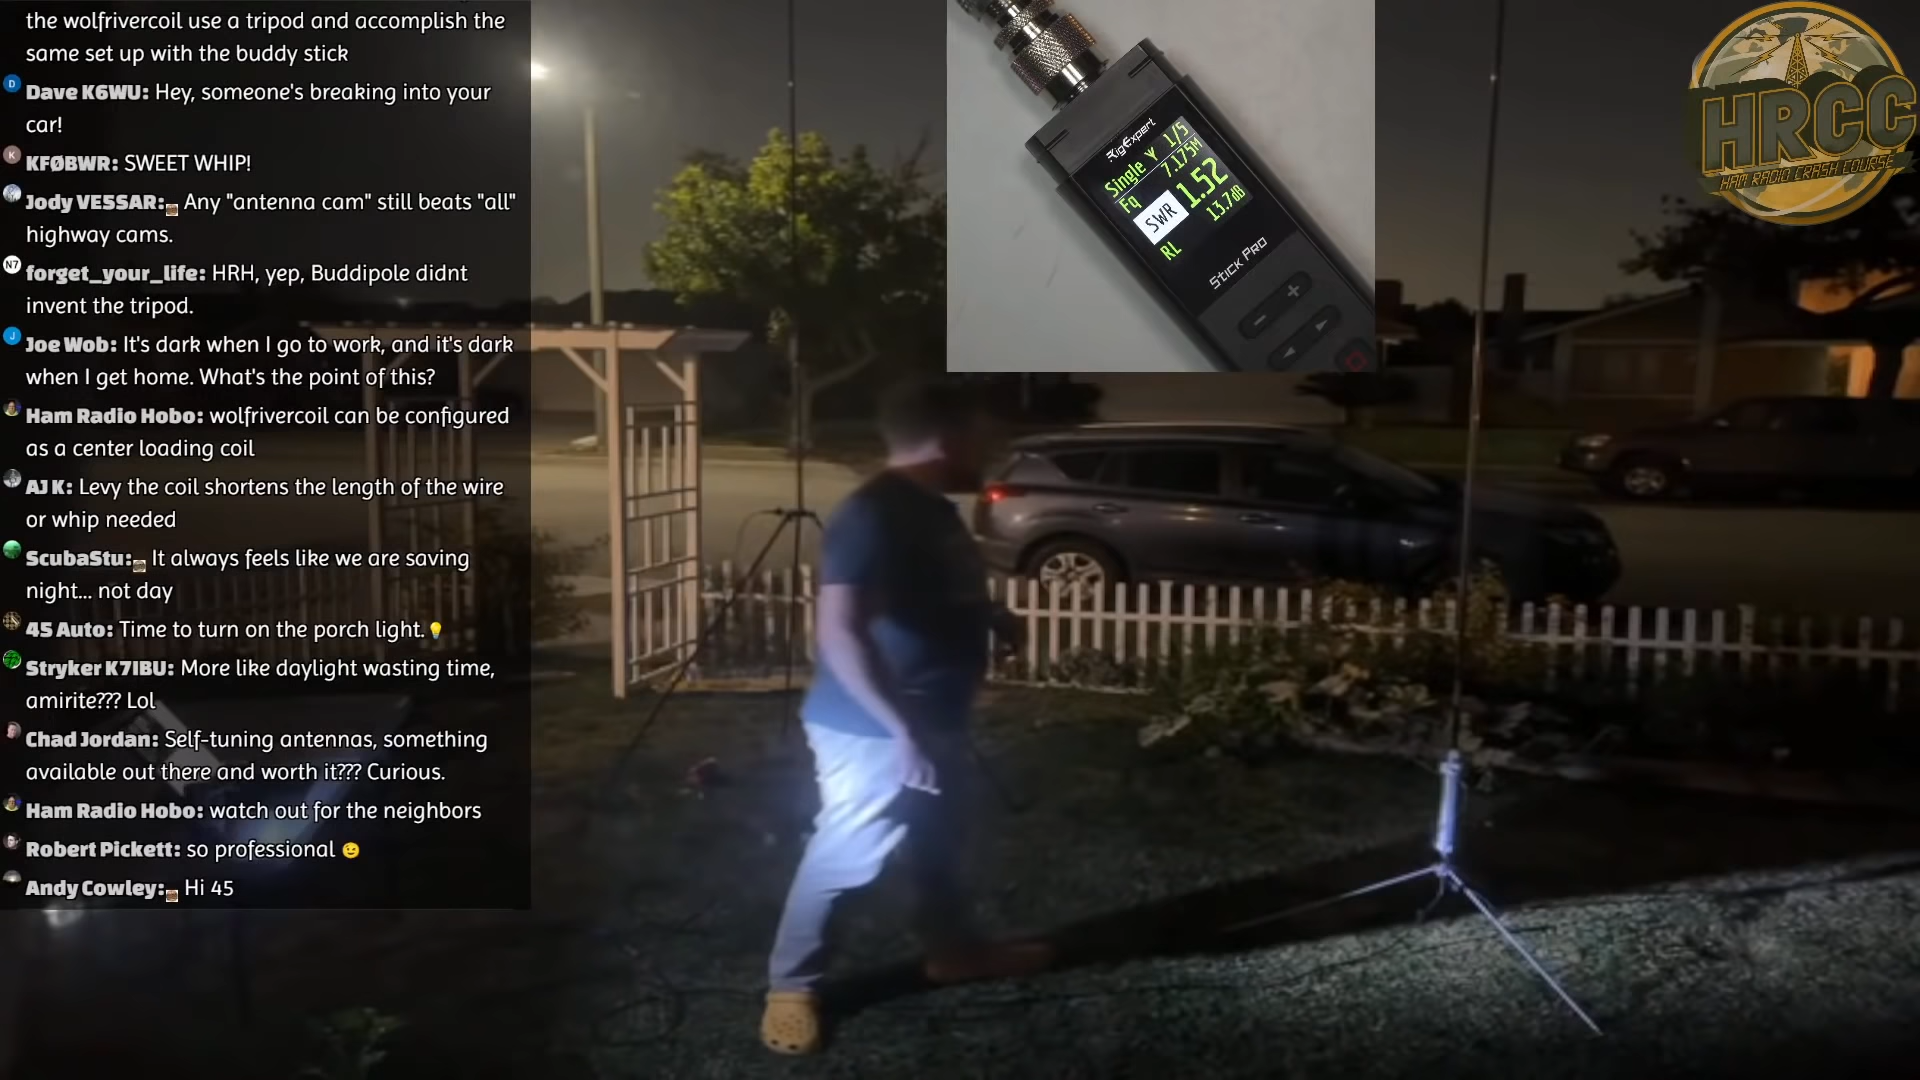 the wolfrivercoil use a tripod and accomplish the
same set up with the buddy stick
D
Dave K6WU: Hey, someone's breaking into your
car!
K
KFØBWR: SWEET WHIP!
Jody VE5SAR: Any "antenna cam" still beats "all"
highway cams.
N7
forget_your_life: HRH, yep, Buddipole didnt
invent the tripod.
J
Joe Wob: It's dark when I go to work, and it's dark
when I get home. What's the point of this?
Ham Radio Hobo: wolfrivercoil can be configured
as a center loading coil
AJ K: Levy the coil shortens the length of the wire
or whip needed
ScubaStu: It always feels like we are saving
night... not day
45 Auto: Time to turn on the porch light.💡
Stryker K7IBU: More like daylight wasting time,
amirite??? Lol
Chad Jordan: Self-tuning antennas, something
available out there and worth it??? Curious.
Ham Radio Hobo: watch out for the neighbors
Robert Pickett: so professional 😉
Andy Cowley: Hi 45
RigExpert
Single 1/5
Fq 7.175M
SWR 1.52
RL 13.7dB
Stick Pro
HRCC
HAM RADIO CRASH COURSE